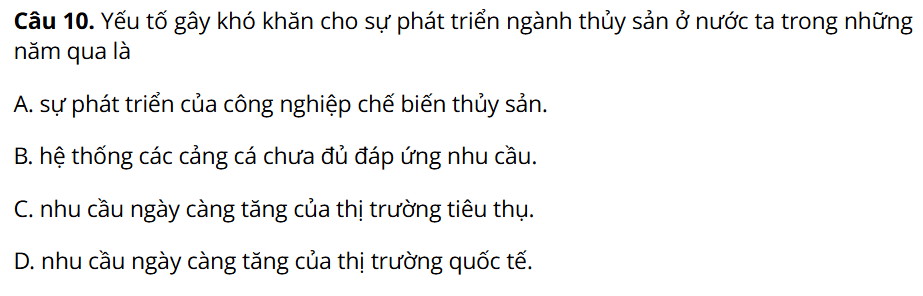 Câu 10. Yếu tố gây khó khăn cho sự phát triển ngành thủy sản ở nước ta trong những
năm qua là
A. sự phát triển của công nghiệp chế biến thủy sản.
B. hệ thống các cảng cá chưa đủ đáp ứng nhu cầu.
C. nhu cầu ngày càng tăng của thị trường tiêu thụ.
D. nhu cầu ngày càng tăng của thị trường quốc tế.